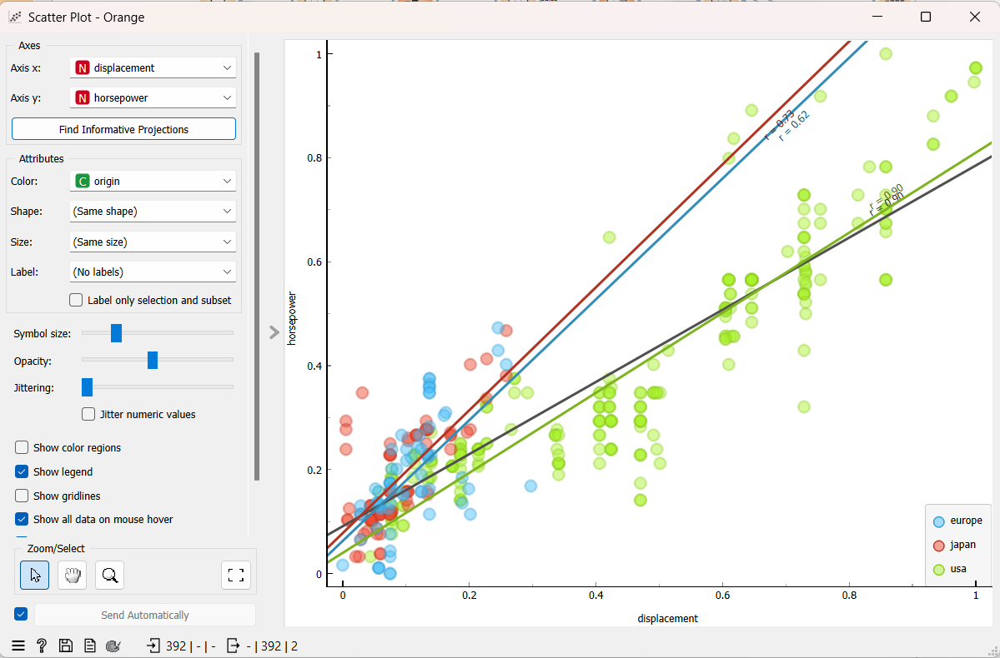 Scatter Plot - Orange
Axes
Axis x:
N displacement
Axis y:
N horsepower
Find Informative Projections
Attributes
Color:
C origin
Shape:
(Same shape)
Size:
(Same size)
Label:
(No labels)
Label only selection and subset
Symbol size:
Opacity:
Jittering:
Jitter numeric values
Show color regions
Show legend
Show gridlines
Show all data on mouse hover
Zoom/Select
Send Automatically
? 392 | - | - - | 392 | 2
horsepower
1
0.8
0.6
0.4
0.2
0
r = 0.73
r = 0.62
r = 0.90
r = 0.90
europe
japan
usa
0 0.2 0.4 0.6 0.8 1
displacement